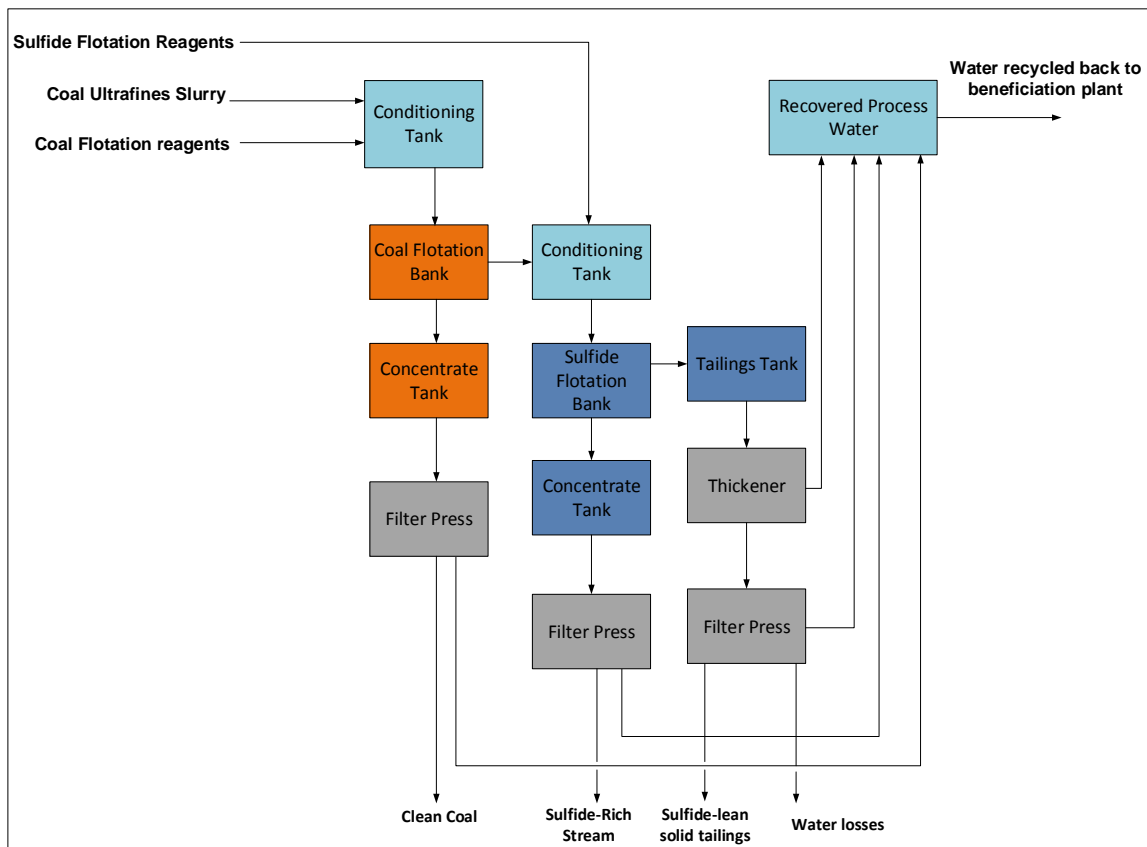 Sulfide Flotation Reagents
Coal Ultrafines Slurry
Coal Flotation reagents
Conditioning
Tank
Recovered Process
Water
Water recycled back to
beneficiation plant
Coal Flotation
Bank
Conditioning
Tank
Concentrate
Tank
Sulfide
Flotation
Bank
Tailings Tank
Filter Press
Concentrate
Tank
Thickener
Filter Press
Filter Press
Clean Coal
Sulfide-Rich
Stream
Sulfide-lean
solid tailings
Water losses